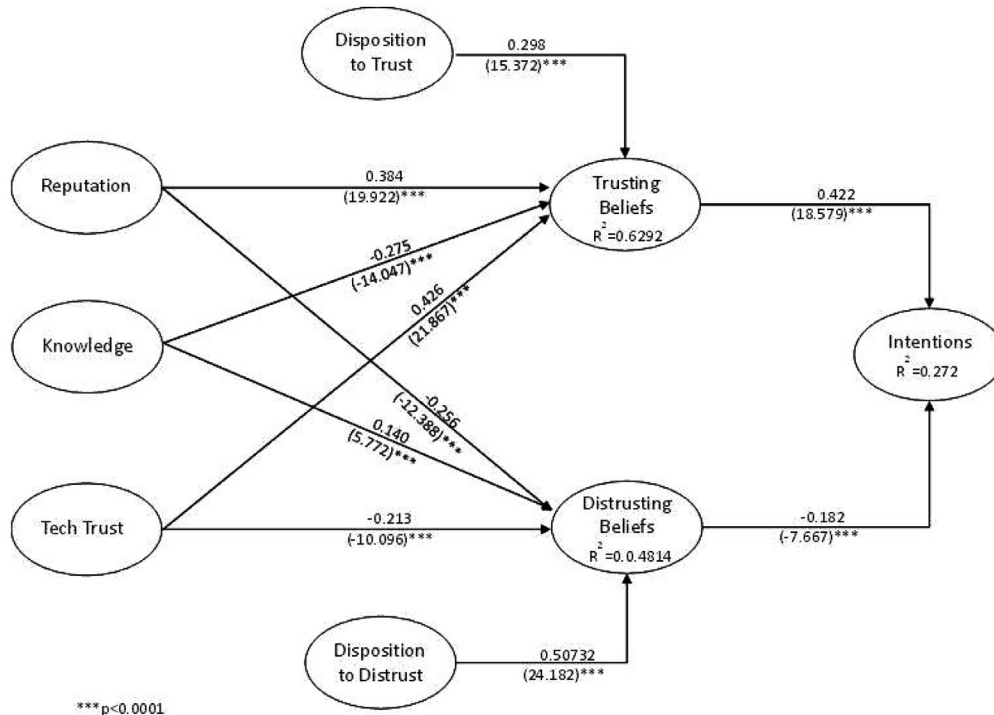 Disposition
to Trust
0.298
(15.372)***
Reputation
0.384
(19.922)***
Trusting
Beliefs
R²=0.6292
0.422
(18.579)***
-0.275
(-14.047)***
0.426
(21.867)***
Knowledge
Intentions
R²=0.272
-0.256
(-12.388)***
0.140
(5.772)***
Tech Trust
-0.213
(-10.096)***
Distrusting
Beliefs
R²=0.0.4814
-0.182
(-7.667)***
Disposition
to Distrust
0.50732
(24.182)***
***p<0.0001